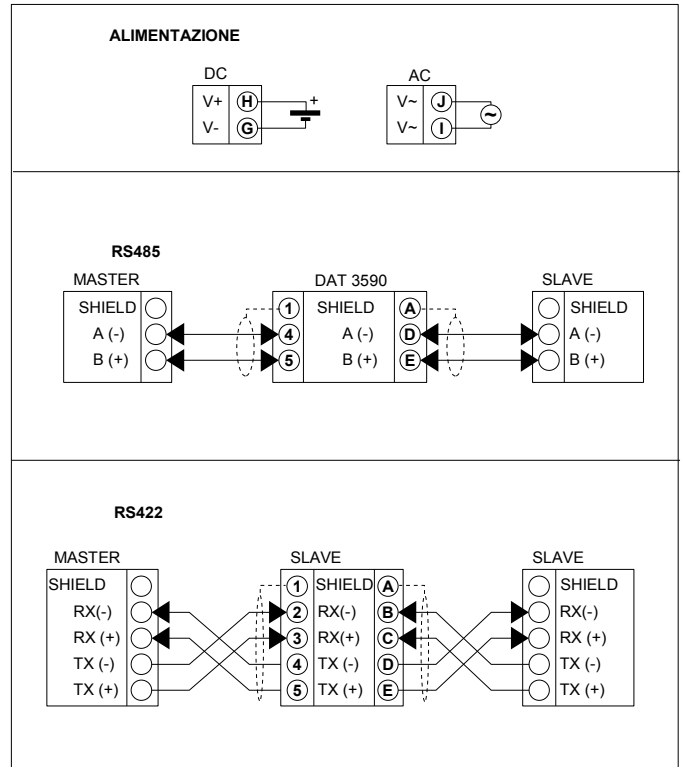 ALIMENTAZIONE
DC
V+ H +
V- G
AC
V~ J
V~ I ~
RS485
MASTER
SHIELD
A (-)
B (+)
DAT 3590
1 SHIELD A
4 A (-) D
5 B (+) E
SLAVE
SHIELD
A (-)
B (+)
RS422
MASTER
SHIELD
RX(-)
RX (+)
TX (-)
TX (+)
SLAVE
1 SHIELD A
2 RX(-) B
3 RX(+) C
4 TX (-) D
5 TX (+) E
SLAVE
SHIELD
RX(-)
RX (+)
TX (-)
TX (+)